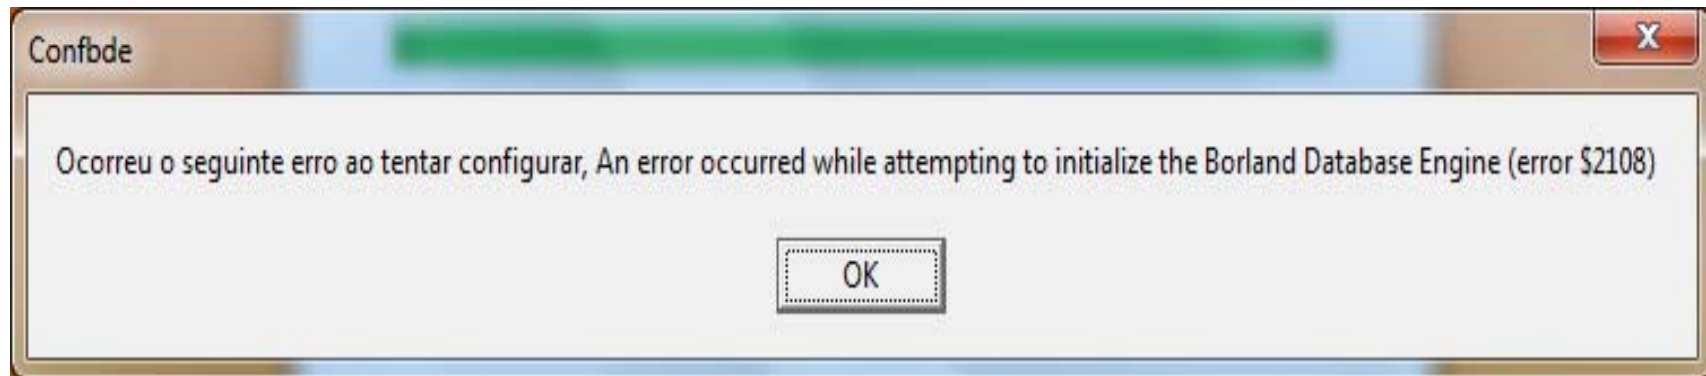 Confbde
X
Ocorreu o seguinte erro ao tentar configurar, An error occurred while attempting to initialize the Borland Database Engine (error $2108)
OK